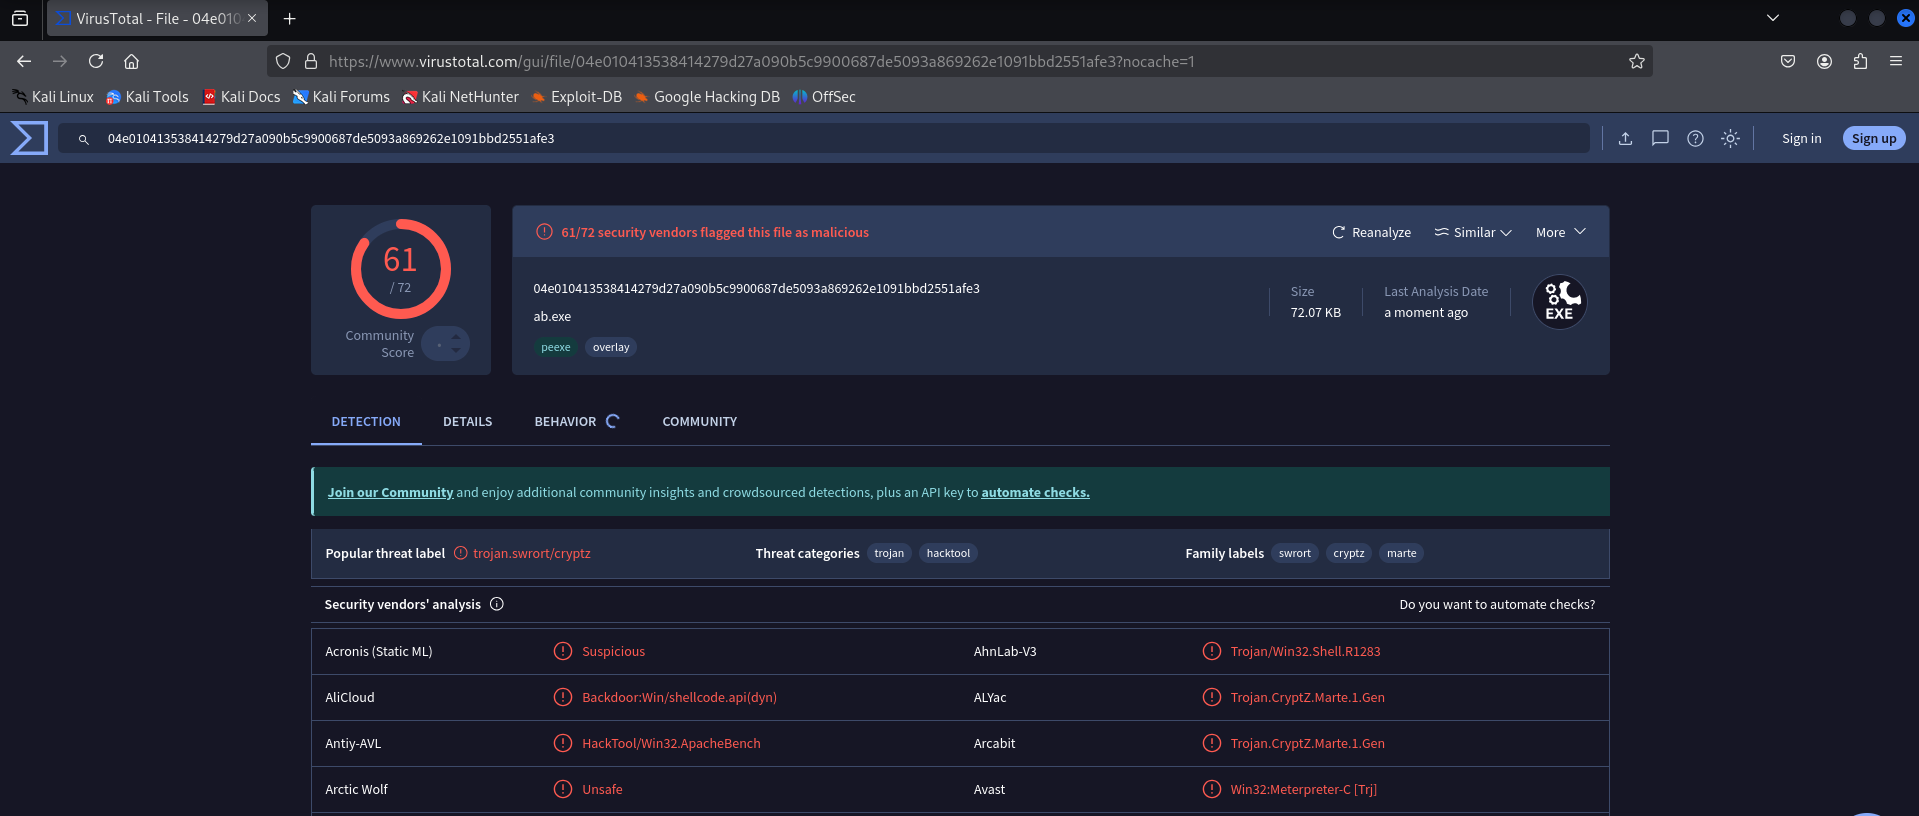 VirusTotal - File - 04e010
https://www.virustotal.com/gui/file/04e010413538414279d27a090b5c9900687de5093a869262e1091bbd2551afe3?nocache=1
Kali Linux Kali Tools Kali Docs Kali Forums Kali NetHunter Exploit-DB Google Hacking DB OffSec
04e010413538414279d27a090b5c9900687de5093a869262e1091bbd2551afe3 Sign in Sign up
61
/ 72
Community
Score
61/72 security vendors flagged this file as malicious Reanalyze Similar More
04e010413538414279d27a090b5c9900687de5093a869262e1091bbd2551afe3
ab.exe
peexe overlay
Size
72.07 KB
Last Analysis Date
a moment ago
EXE
DETECTION DETAILS BEHAVIOR COMMUNITY
Join our Community and enjoy additional community insights and crowdsourced detections, plus an API key to automate checks.
Popular threat label trojan.swrort/cryptz Threat categories trojan hacktool Family labels swrort cryptz marte
Security vendors' analysis Do you want to automate checks?
Acronis (Static ML) Suspicious AhnLab-V3 Trojan/Win32.Shell.R1283
AliCloud Backdoor:Win/shellcode.api(dyn) ALYac Trojan.CryptZ.Marte.1.Gen
Antiy-AVL HackTool/Win32.ApacheBench Arcabit Trojan.CryptZ.Marte.1.Gen
Arctic Wolf Unsafe Avast Win32:Meterpreter-C [Trj]